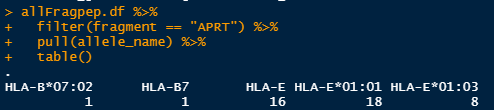 > allFragpep.df %>%
+   filter(fragment == "APRT") %>%
+   pull(allele_name) %>%
+   table()
.
HLA-B*07:02      HLA-B7       HLA-E HLA-E*01:01 HLA-E*01:03
          1           1          16          18           8